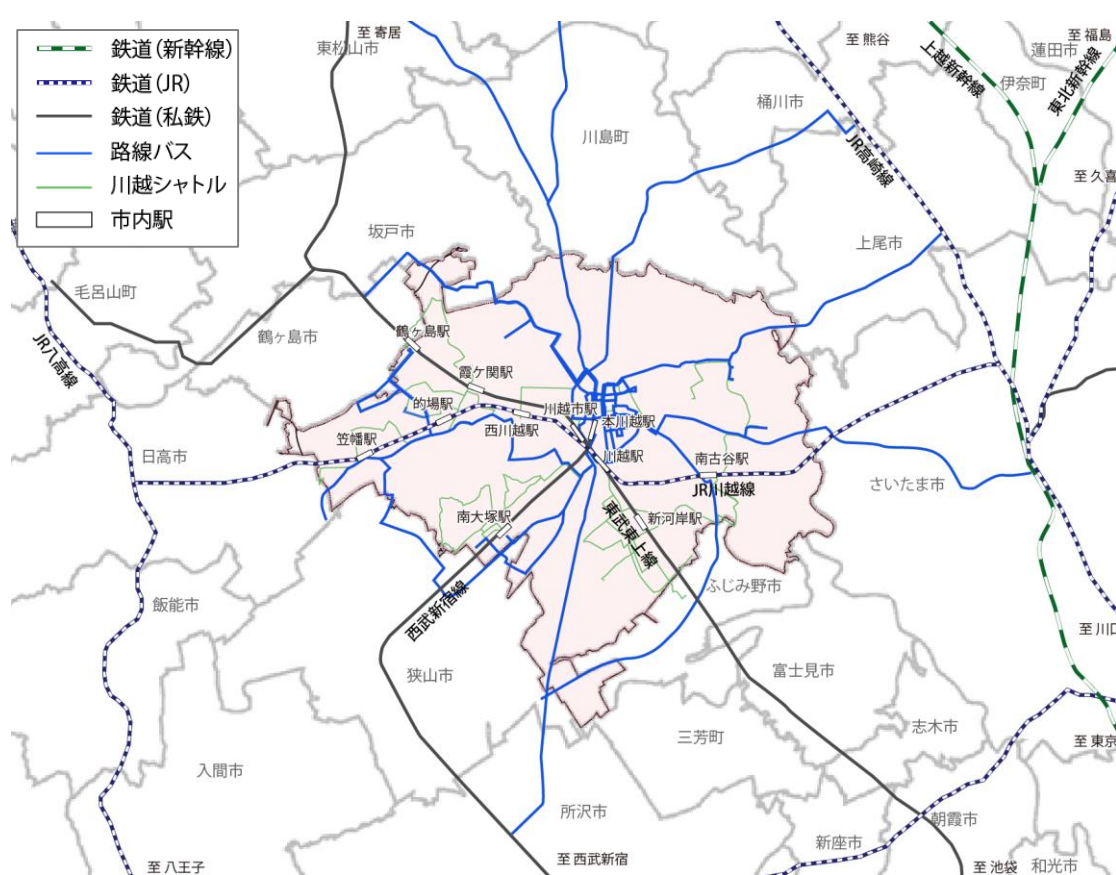 鉄道（新幹線）
鉄道（JR）
鉄道（私鉄）
路線バス
川越シャトル
市内駅
至 寄居
東松山市
至 熊谷
上越新幹線
至 福島
蓮田市
伊奈町
東北新幹線
桶川市
川島町
JR高崎線
至 久喜
坂戸市
上尾市
毛呂山町
鶴ヶ島市
JR八高線
鶴ヶ島駅
霞ケ関駅
的場駅
川越市駅
本川越駅
西川越駅
笠幡駅
川越駅
南古谷駅
日高市
JR川越線
さいたま市
南大塚駅
新河岸駅
東武東上線
ふじみ野市
飯能市
西武新宿線
至 川口
狭山市
富士見市
志木市
三芳町
至 東京
入間市
所沢市
朝霞市
新座市
至 八王子
至 西武新宿
至 池袋
和光市